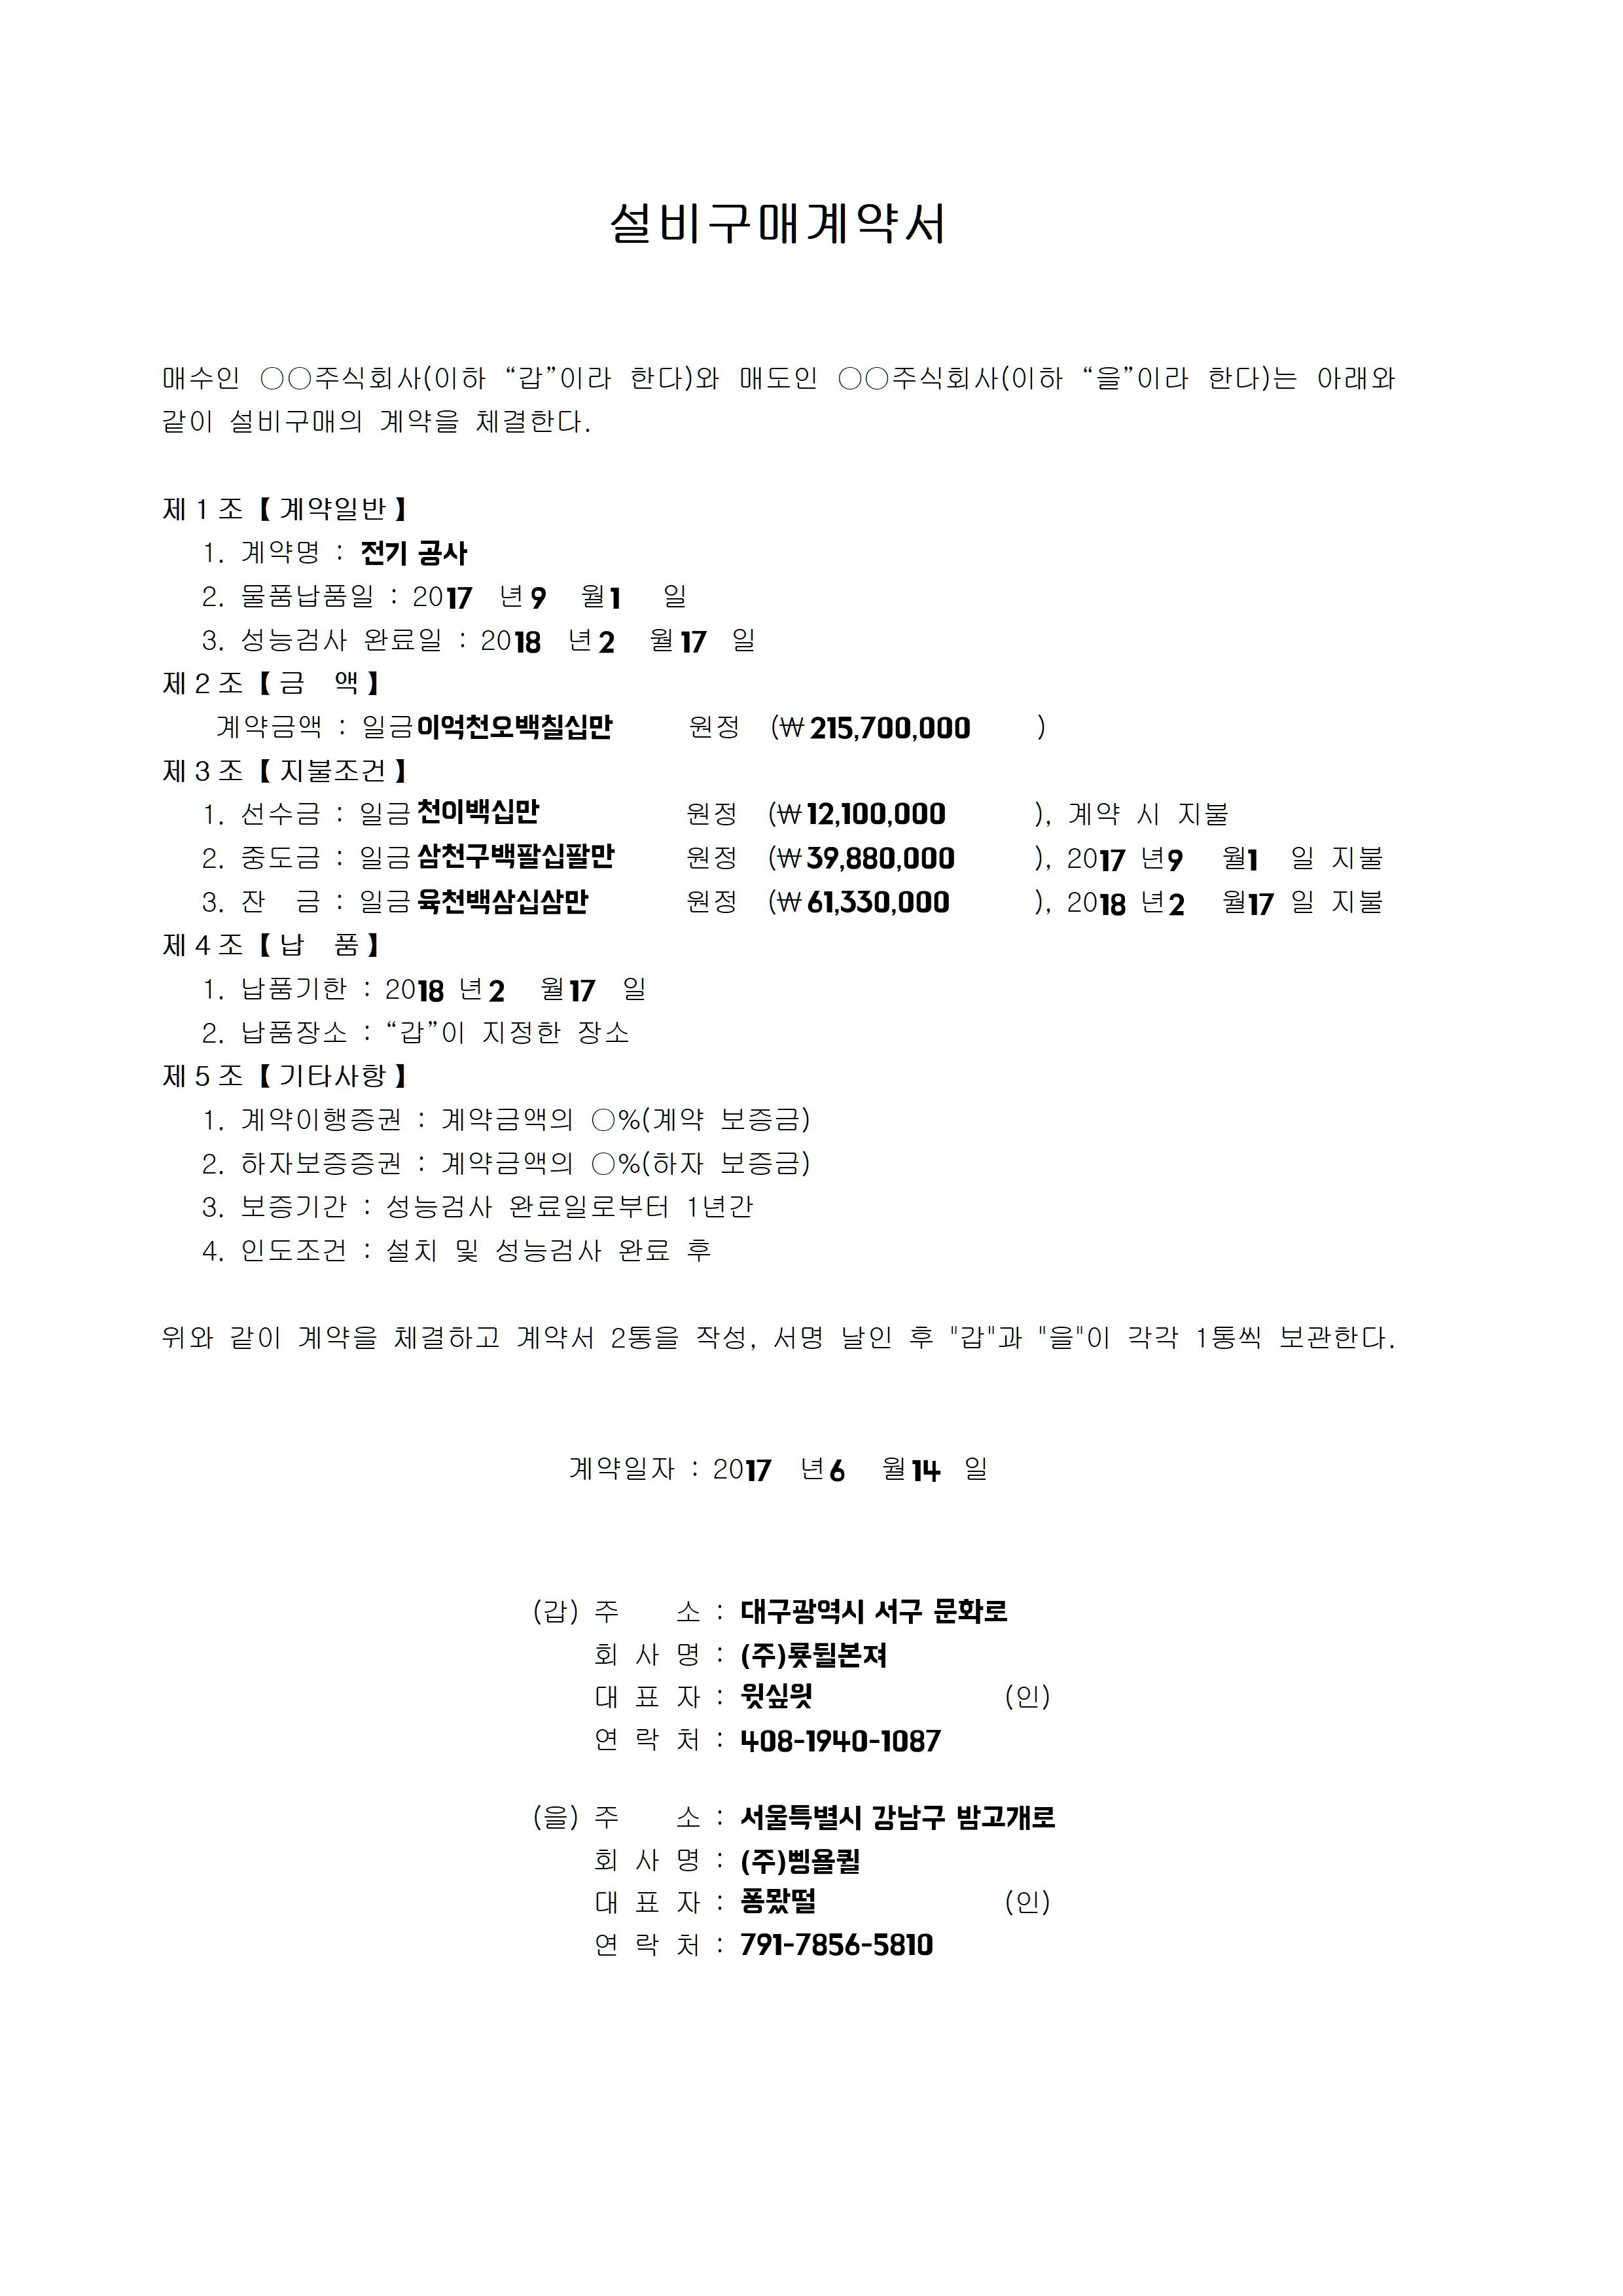 설비구매계약서
매수인 ○○주식회사(이하 “갑”이라 한다)와 매도인 ○○주식회사(이하 “을”이라 한다)는 아래와
같이 설비구매의 계약을 체결한다.
제1조【계약일반】
1. 계약명 : 전기 공사
2. 물품납품일 : 2017 년 9 월 1 일
3. 성능검사 완료일 : 2018 년 2 월 17 일
제2조【금 액】
계약금액 : 일금 이억천오백칠십만 원정 (₩ 215,700,000 )
제3조【지불조건】
1. 선수금 : 일금 천이백십만 원정 (₩ 12,100,000 ), 계약 시 지불
2. 중도금 : 일금 삼천구백팔십팔만 원정 (₩ 39,880,000 ), 2017 년 9 월 1 일 지불
3. 잔 금 : 일금 육천백삼십삼만 원정 (₩ 61,330,000 ), 2018 년 2 월 17 일 지불
제4조【납 품】
1. 납품기한 : 2018 년 2 월 17 일
2. 납품장소 : “갑”이 지정한 장소
제5조【기타사항】
1. 계약이행증권 : 계약금액의 ○%(계약 보증금)
2. 하자보증증권 : 계약금액의 ○%(하자 보증금)
3. 보증기간 : 성능검사 완료일로부터 1년간
4. 인도조건 : 설치 및 성능검사 완료 후
위와 같이 계약을 체결하고 계약서 2통을 작성, 서명 날인 후 "갑"과 "을"이 각각 1통씩 보관한다.
계약일자 : 2017 년 6 월 14 일
(갑) 주 소 : 대구광역시 서구 문화로
회 사 명 : (주)룟뒬본져
대 표 자 : 윗싶읫 (인)
연 락 처 : 408-1940-1087
(을) 주 소 : 서울특별시 강남구 밤고개로
회 사 명 : (주)삥욜퀼
대 표 자 : 퐁뫘떨 (인)
연 락 처 : 791-7856-5810